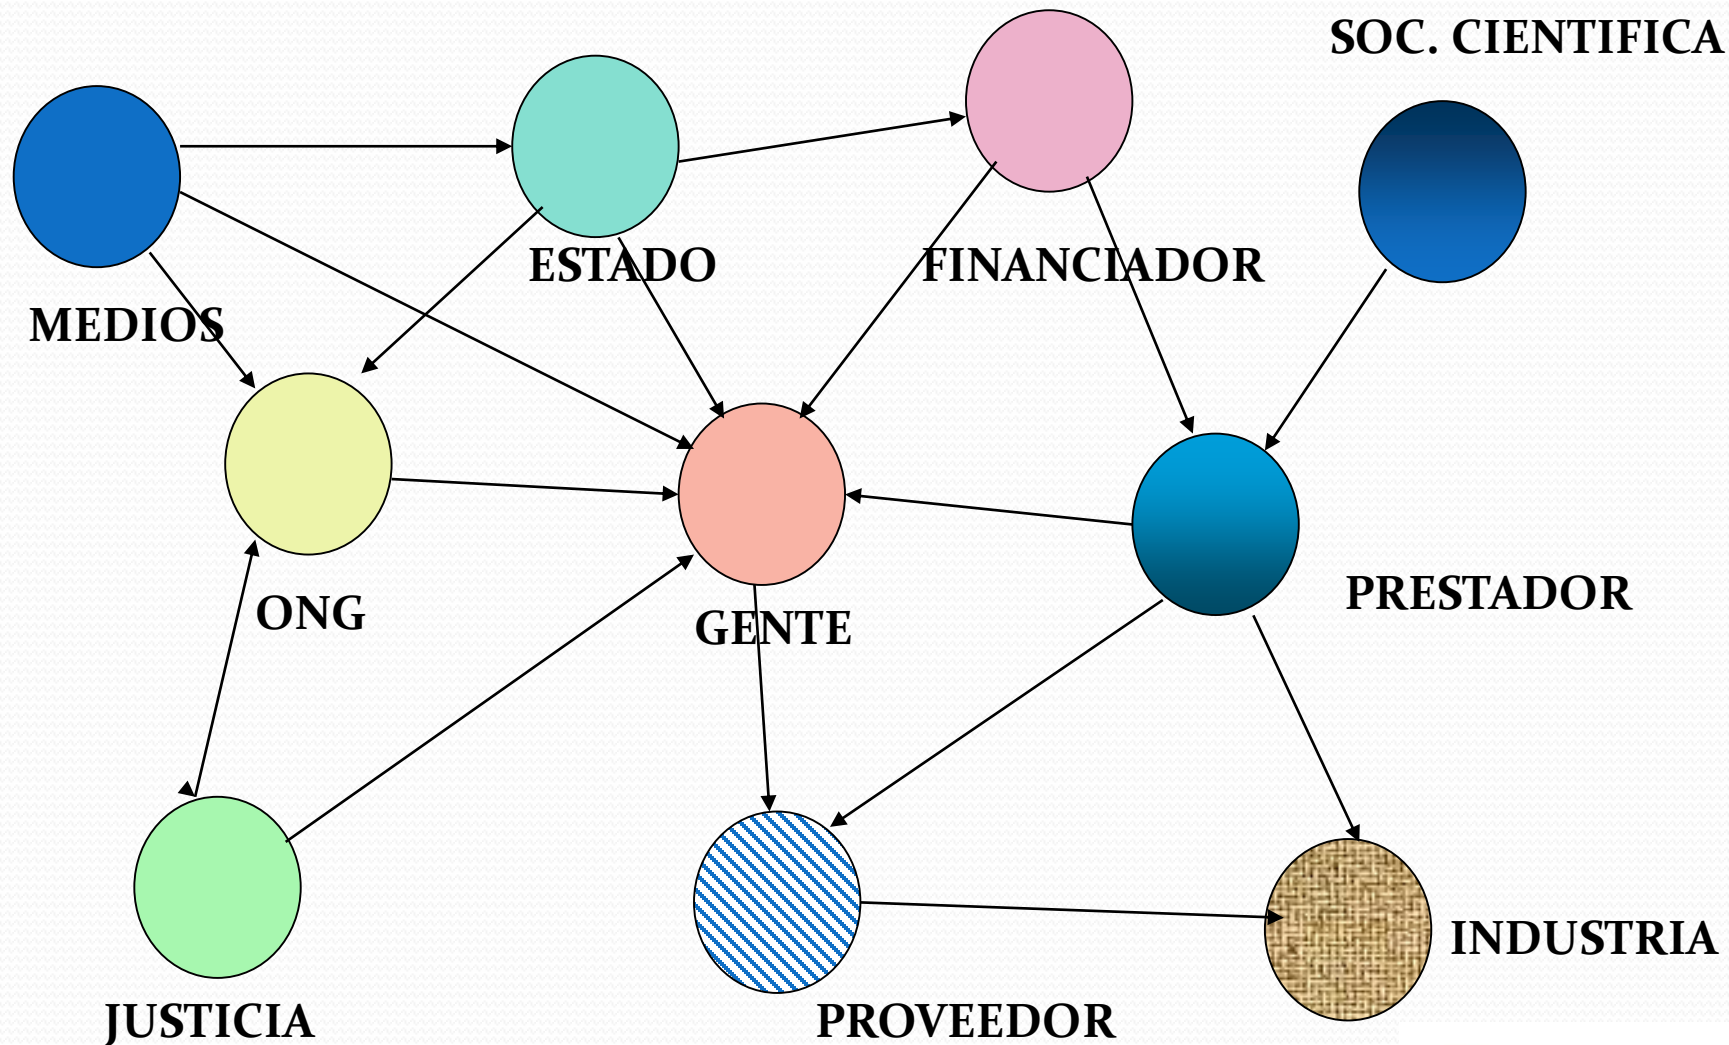 SOC. CIENTIFICA
ESTADO
FINANCIADOR
MEDIOS
PRESTADOR
ONG
GENTE
INDUSTRIA
JUSTICIA
PROVEEDOR